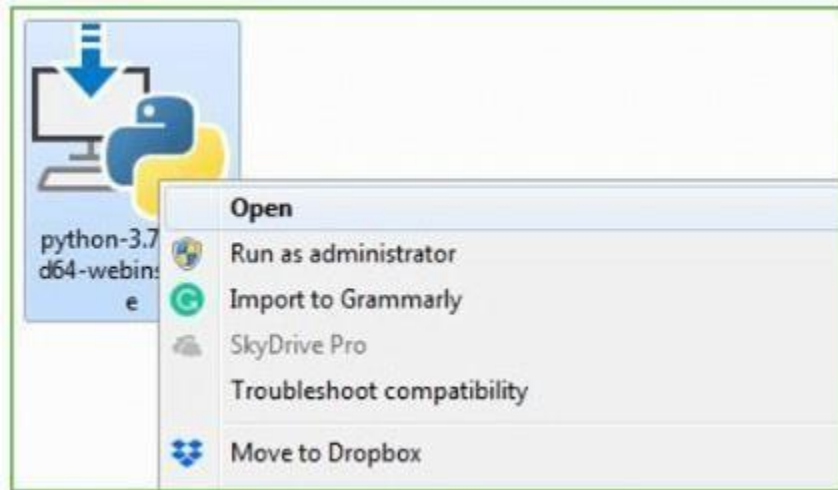 Open
python-3.7
Run as administrator
d64-webins
e
Import to Grammarly
SkyDrive Pro
Troubleshoot compatibility
Move to Dropbox